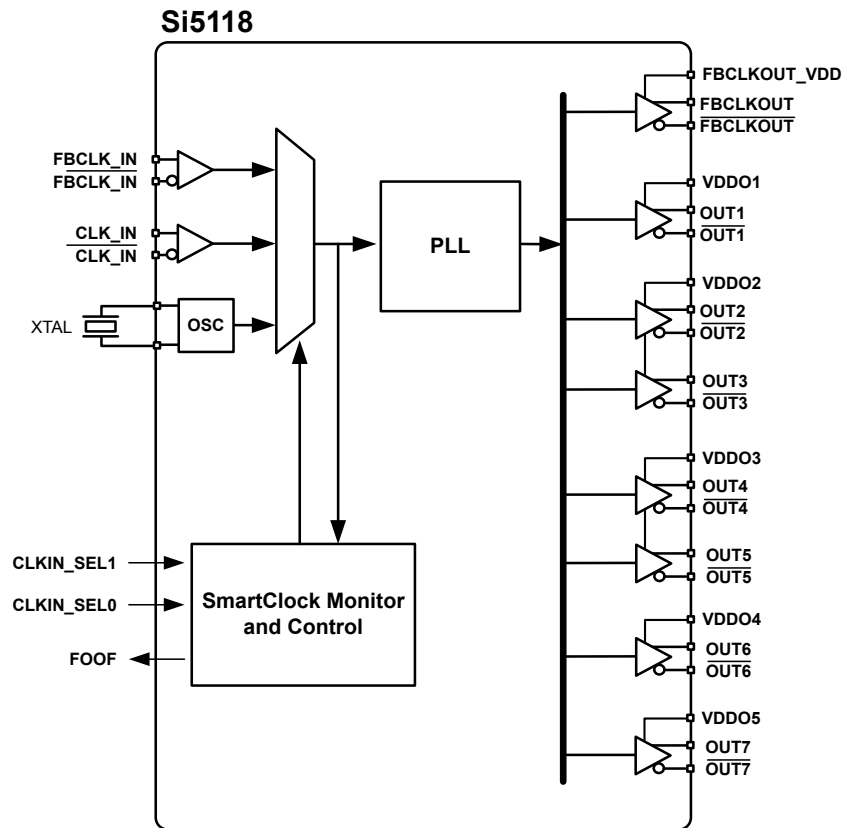 Si5118
FBCLKOUT_VDD
FBCLKOUT
FBCLKOUT
FBCLK_IN
FBCLK_IN
CLK_IN
CLK_IN
XTAL
OSC
PLL
VDDO1
OUT1
OUT1
VDDO2
OUT2
OUT2
OUT3
OUT3
VDDO3
OUT4
OUT4
OUT5
OUT5
VDDO4
OUT6
OUT6
VDDO5
OUT7
OUT7
CLKIN_SEL1
CLKIN_SEL0
FOOF
SmartClock Monitor
and Control